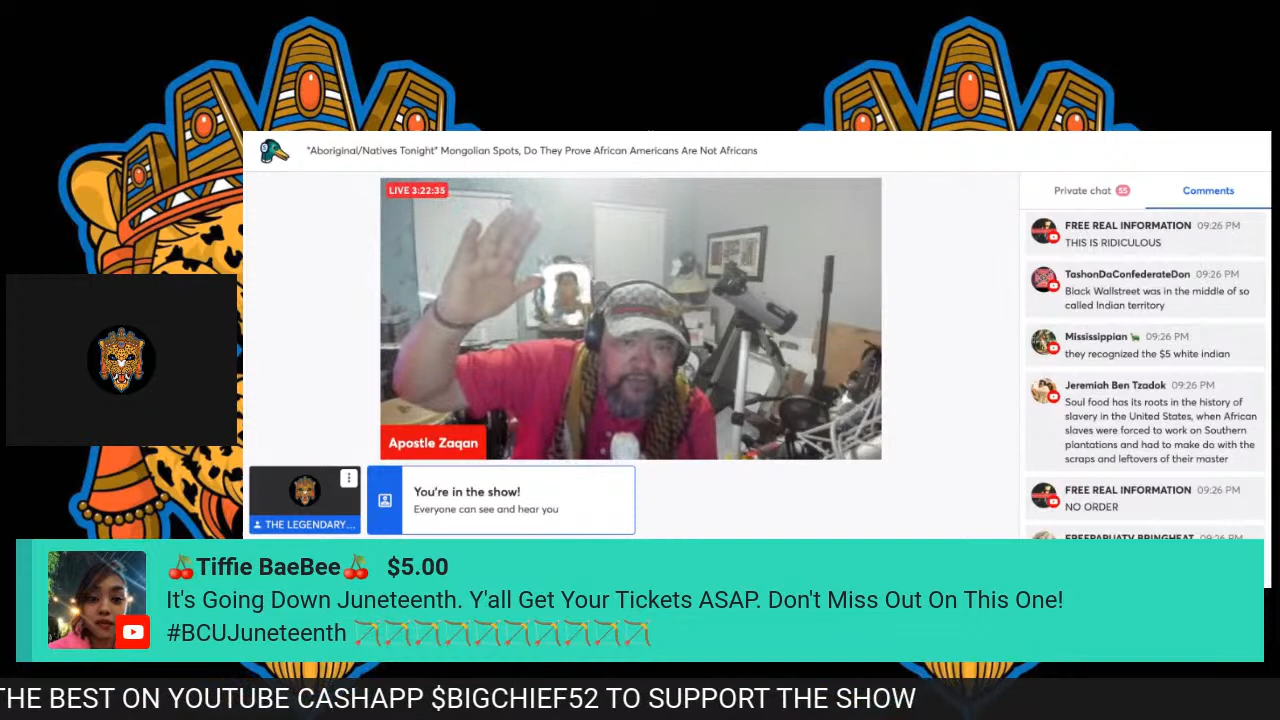 "Aboriginal/Natives Tonight" Mongolian Spots, Do They Prove African Americans Are Not Africans
LIVE 3:22:35
Apostle Zaqan
THE LEGENDARY...
You're in the show!
Everyone can see and hear you
Private chat 55
Comments
FREE REAL INFORMATION 09:26 PM
THIS IS RIDICULOUS
TashonDaConfederateDon 09:26 PM
Black Wallstreet was in the middle of so
called Indian territory
Mississippian 🐂 09:26 PM
they recognized the $5 white indian
Jeremiah Ben Tzadok 09:26 PM
Soul food has its roots in the history of
slavery in the United States, when African
slaves were forced to work on Southern
plantations and had to make do with the
scraps and leftovers of their master
FREE REAL INFORMATION 09:26 PM
NO ORDER
09:26 PM
🍒Tiffie BaeBee🍒 $5.00
It's Going Down Juneteenth. Y'all Get Your Tickets ASAP. Don't Miss Out On This One!
#BCUJuneteenth 🏹🏹🏹🏹🏹🏹🏹🏹🏹🏹
THE BEST ON YOUTUBE CASHAPP $BIGCHIEF52 TO SUPPORT THE SHOW